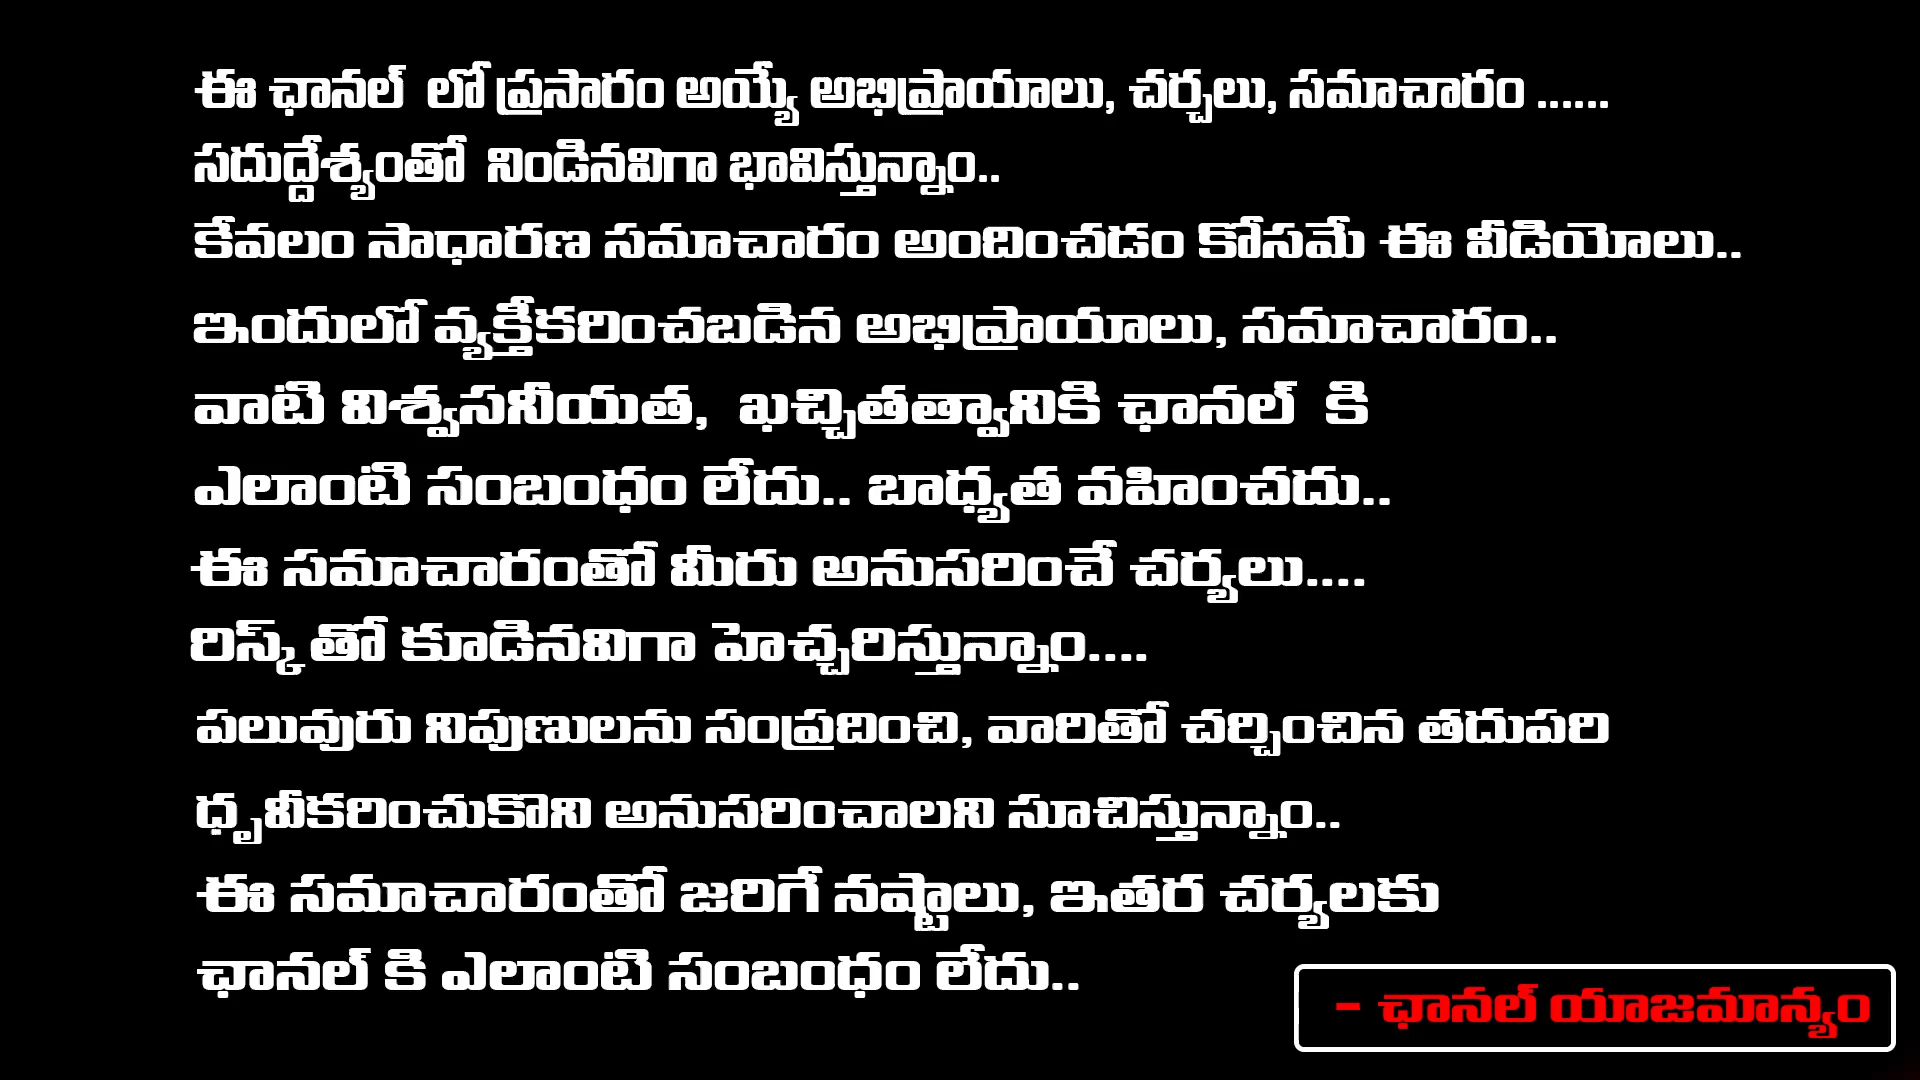 ఈ ఛానల్ లో ప్రసారం అయ్యే అభిప్రాయాలు, చర్చలు, సమాచారం ......
సదుద్దేశ్యంతో నిండినవిగా భావిస్తున్నాం..
కేవలం సాధారణ సమాచారం అందించడం కోసమే ఈ వీడియోలు..
ఇందులో వ్యక్తీకరించబడిన అభిప్రాయాలు, సమాచారం..
వాటి విశ్వసనీయత, ఖచ్చితత్వానికి ఛానల్ కి
ఎలాంటి సంబంధం లేదు.. బాధ్యత వహించదు..
ఈ సమాచారంతో మీరు అనుసరించే చర్యలు....
రిస్క్ తో కూడినవిగా హెచ్చరిస్తున్నాం....
పలువురు నిపుణులను సంప్రదించి, వారితో చర్చించిన తదుపరి
ధృవీకరించుకొని అనుసరించాలని సూచిస్తున్నాం..
ఈ సమాచారంతో జరిగే నష్టాలు, ఇతర చర్యలకు
ఛానల్ కి ఎలాంటి సంబంధం లేదు..
- ఛానల్ యాజమాన్యం